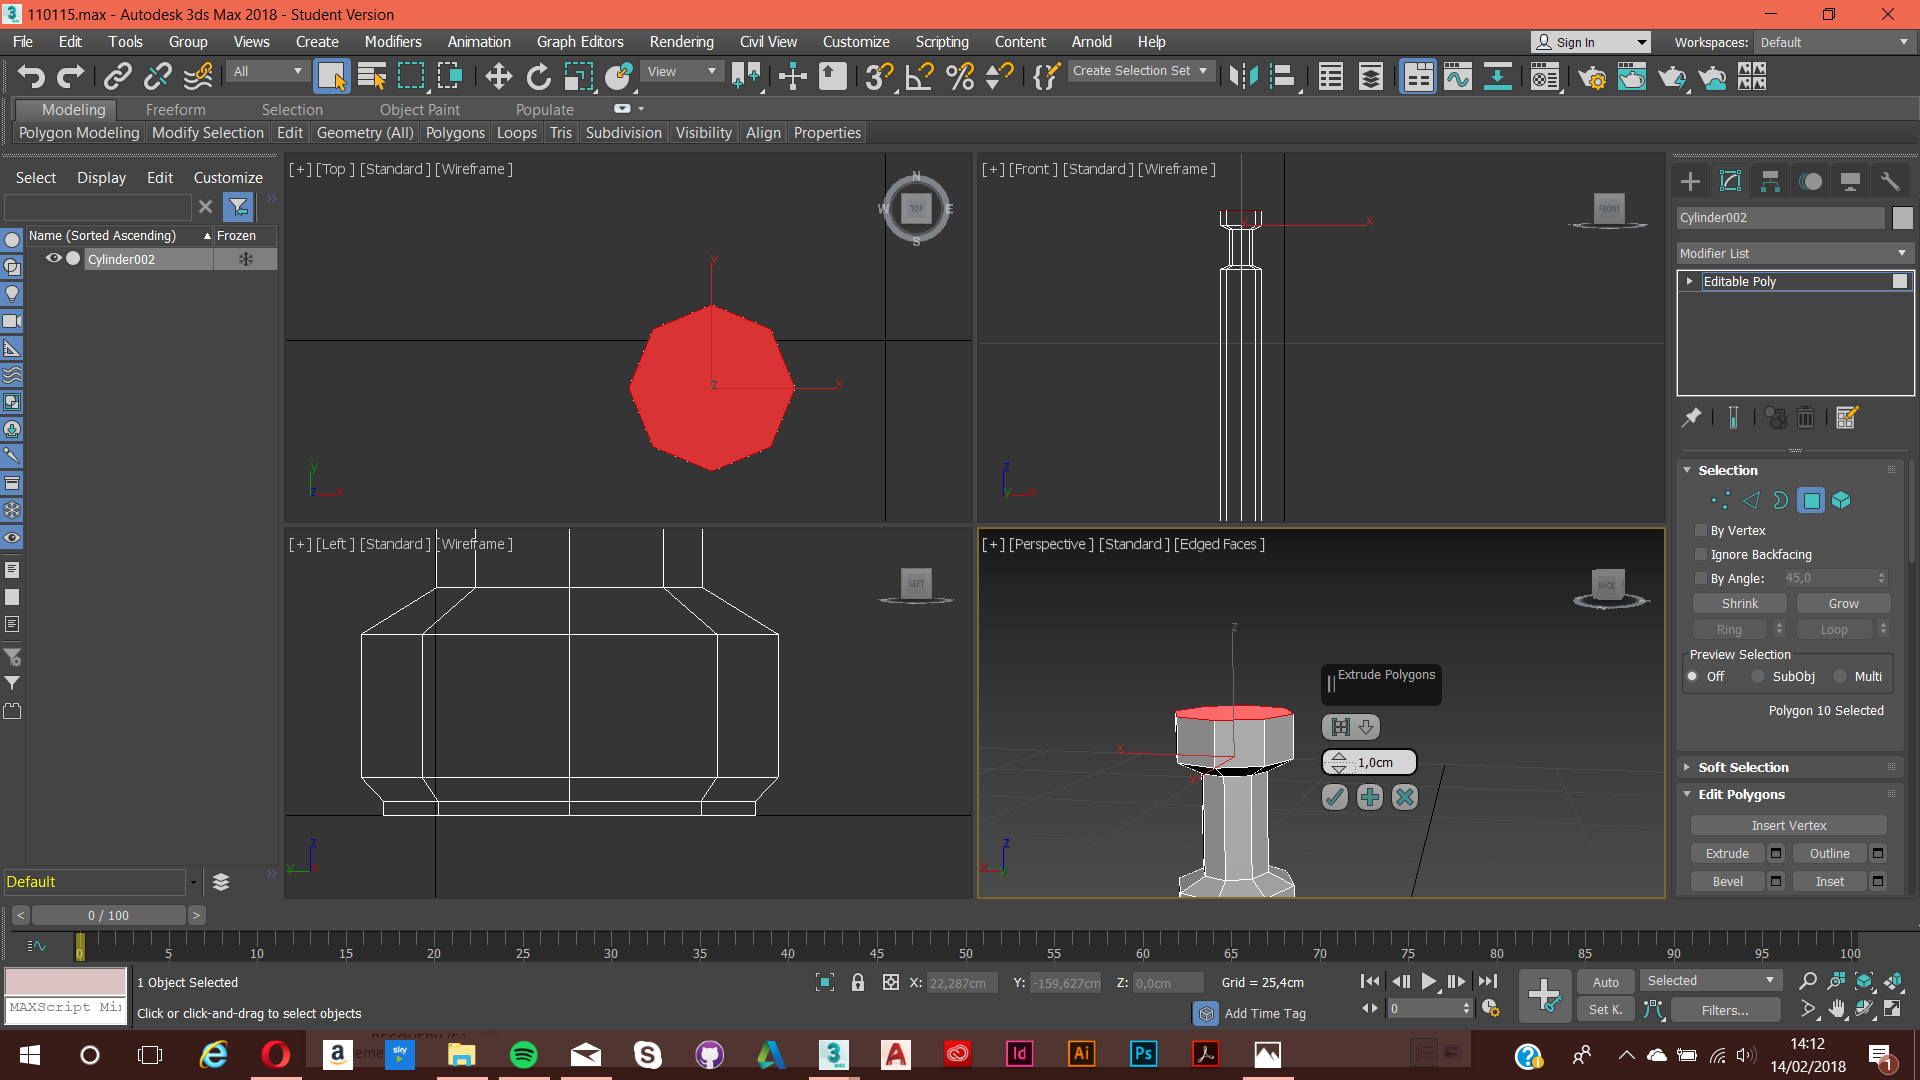 110115.max - Autodesk 3ds Max 2018 - Student Version
File Edit Tools Group Views Create Modifiers Animation Graph Editors Rendering Civil View Customize Scripting Content Arnold Help
Sign In
Workspaces: Default
All
View
Create Selection Set
Modeling Freeform Selection Object Paint Populate
Polygon Modeling Modify Selection Edit Geometry (All) Polygons Loops Tris Subdivision Visibility Align Properties
Select Display Edit Customize
Name (Sorted Ascending) Frozen
Cylinder002
[+] [Top ] [Standard ] [Wireframe ]
N
W TOP E
S
y
z x
y
z x
[+] [Front ] [Standard ] [Wireframe ]
FRONT
x
z
y x
[+] [Left ] [Standard ] [Wireframe ]
LEFT
z
y
[+] [Perspective ] [Standard ] [Edged Faces ]
BACK
z
x
Extrude Polygons
1,0cm
z
x y
Cylinder002
Modifier List
Editable Poly
Selection
By Vertex
Ignore Backfacing
By Angle: 45,0
Shrink Grow
Ring Loop
Preview Selection
Off SubObj Multi
Polygon 10 Selected
Soft Selection
Edit Polygons
Insert Vertex
Extrude Outline
Bevel Inset
Default
< 0 / 100 >
0 5 10 15 20 25 30 35 40 45 50 55 60 65 70 75 80 85 90 95 100
1 Object Selected
X: 22,287cm Y: -159,627cm Z: 0,0cm Grid = 25,4cm
Auto Selected
MAXScript Mi
Click or click-and-drag to select objects
Add Time Tag
0
Set K. Filters...
14:12
14/02/2018
1